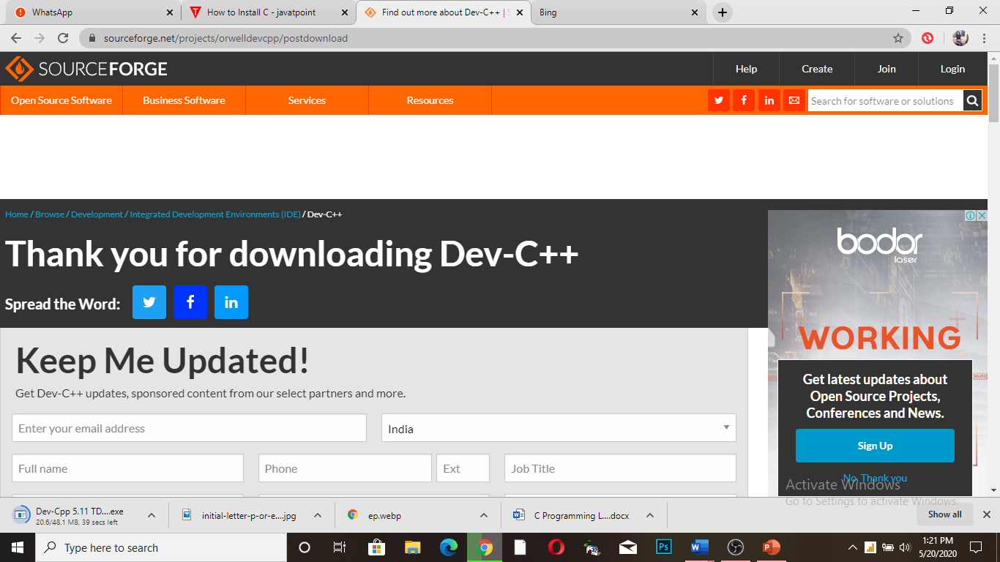 WhatsApp
How to Install C - javatpoint
Find out more about Dev-C++ | S
Bing
sourceforge.net/projects/orwelldevcpp/postdownload
SOURCEFORGE
Help
Create
Join
Login
Open Source Software
Business Software
Services
Resources
Search for software or solutions
Home / Browse / Development / Integrated Development Environments (IDE) / Dev-C++
Thank you for downloading Dev-C++
Spread the Word:
bodor
laser
WORKING
Keep Me Updated!
Get Dev-C++ updates, sponsored content from our select partners and more.
Enter your email address
India
Full name
Phone
Ext
Job Title
Get latest updates about
Open Source Projects,
Conferences and News.
Sign Up
No, Thank you
Activate Windows
Go to Settings to activate Windows.
Dev-Cpp 5.11 TD....exe
20.6/48.1 MB, 39 secs left
initial-letter-p-or-e....jpg
ep.webp
C Programming L....docx
Show all
Type here to search
Ps
1:21 PM
5/20/2020